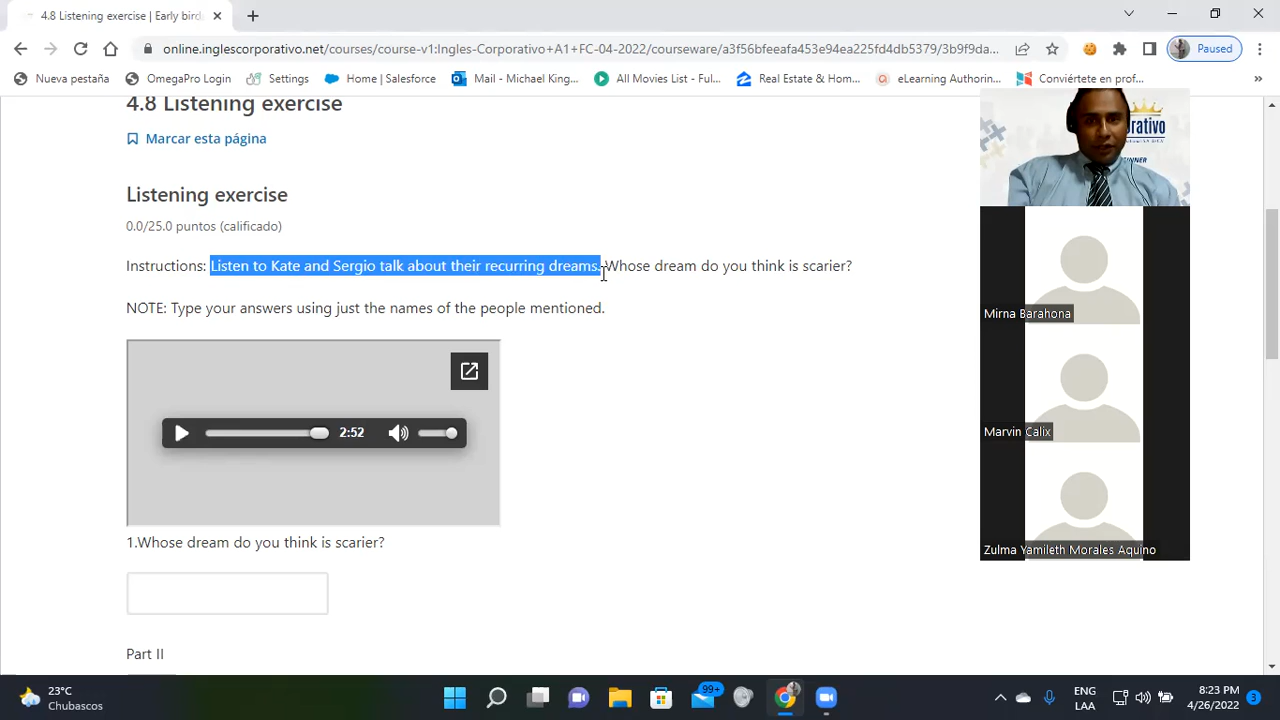 4.8 Listening exercise | Early bird
online.inglescorporativo.net/courses/course-v1:Ingles-Corporativo+A1+FC-04-2022/courseware/a3f56bfeeafa453e94ea225fd4db5379/3b9f9da...
Paused
Nueva pestaña
OmegaPro Login
Settings
Home | Salesforce
Mail - Michael King...
All Movies List - Ful...
Real Estate & Hom...
eLearning Authorin...
Conviértete en prof...
»
4.8 Listening exercise
Marcar esta página
Listening exercise
0.0/25.0 puntos (calificado)
Instructions: Listen to Kate and Sergio talk about their recurring dreams. Whose dream do you think is scarier?
NOTE: Type your answers using just the names of the people mentioned.
2:52
1.Whose dream do you think is scarier?
Part II
orativo
Mirna Barahona
Marvin Calix
Zulma Yamileth Morales Aquino
23°C
Chubascos
99+
ENG
LAA
8:23 PM
4/26/2022
3